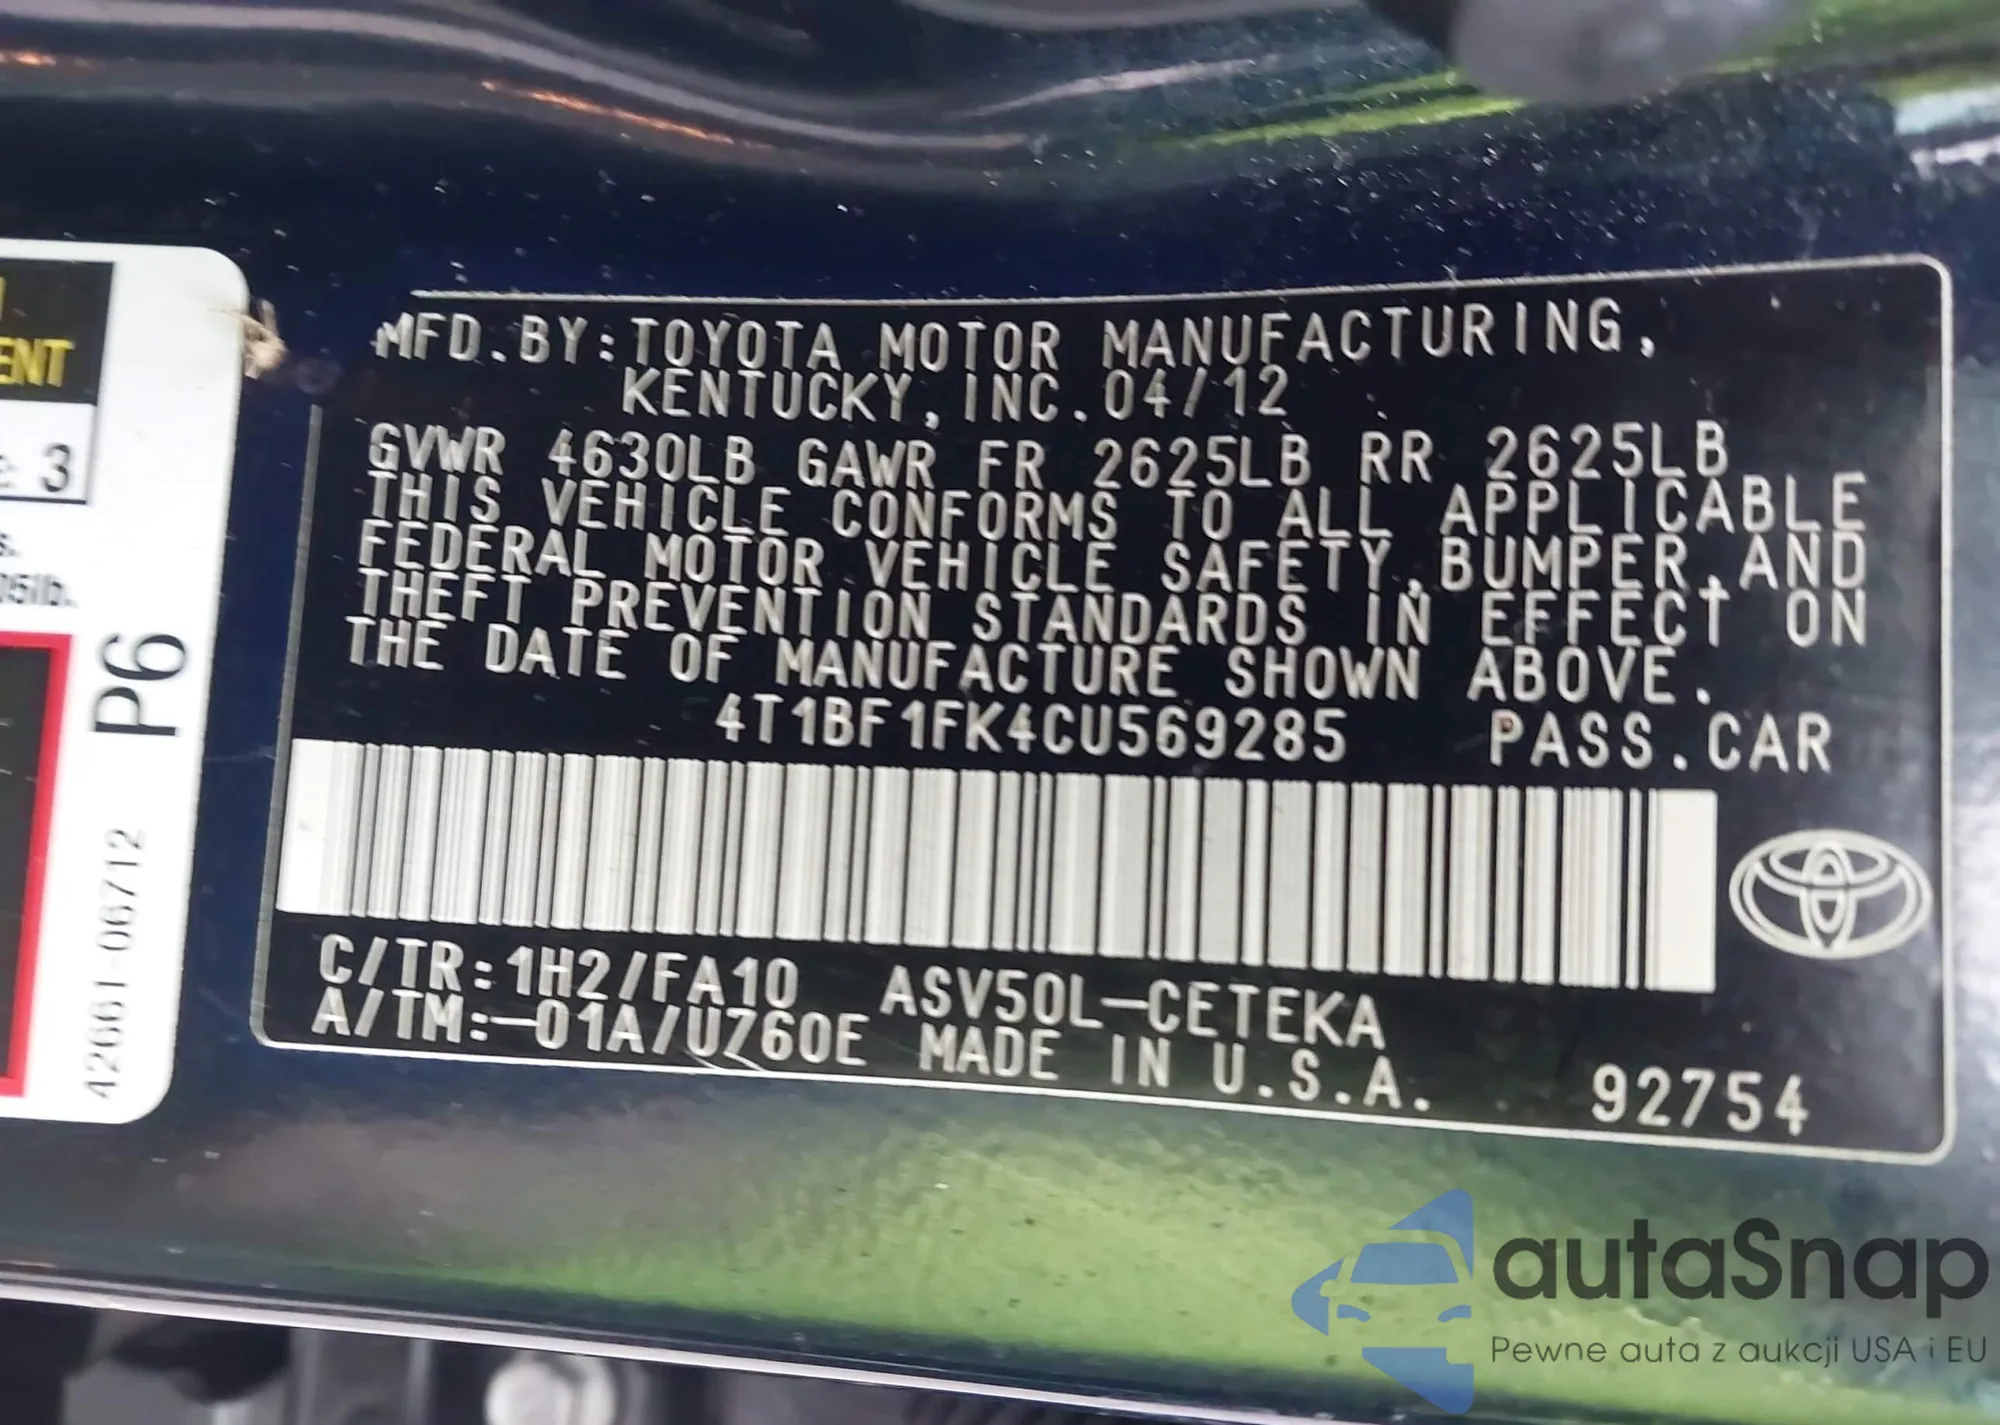 ENT
3
05lb.
P6
42661-06712
MFD.BY:TOYOTA MOTOR MANUFACTURING,
KENTUCKY,INC.04/12
GVWR 4630LB GAWR FR 2625LB RR 2625LB
THIS VEHICLE CONFORMS TO ALL APPLICABLE
FEDERAL MOTOR VEHICLE SAFETY,BUMPER,AND
THEFT PREVENTION STANDARDS IN EFFECT ON
THE DATE OF MANUFACTURE SHOWN ABOVE.
4T1BF1FK4CU569285 PASS.CAR
C/TR:1H2/FA10 ASV50L-CETEKA
A/TM:-01A/U760E MADE IN U.S.A. 92754
autaSnap
Pewne auta z aukcji USA i EU